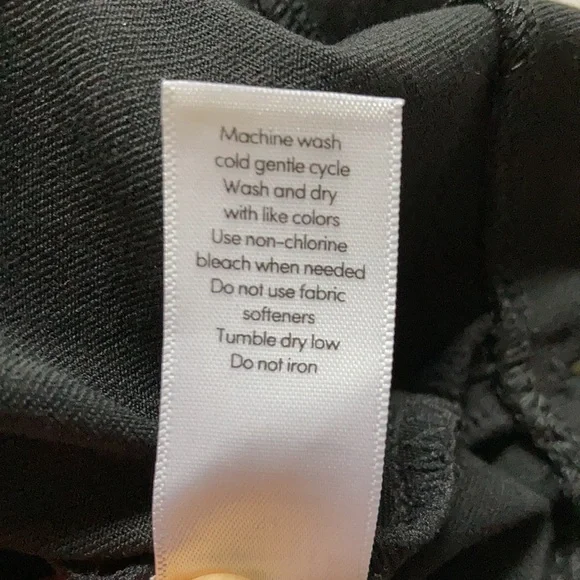 Machine wash
cold gentle cycle
Wash and dry
with like colors
Use non-chlorine
bleach when needed
Do not use fabric
softeners
Tumble dry low
Do not iron